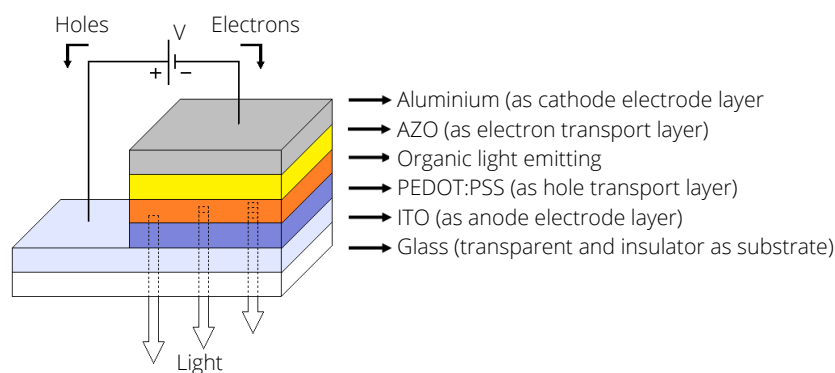 Holes
Electrons
V
+
−
Aluminium (as cathode electrode layer
AZO (as electron transport layer)
Organic light emitting
PEDOT:PSS (as hole transport layer)
ITO (as anode electrode layer)
Glass (transparent and insulator as substrate)
Light